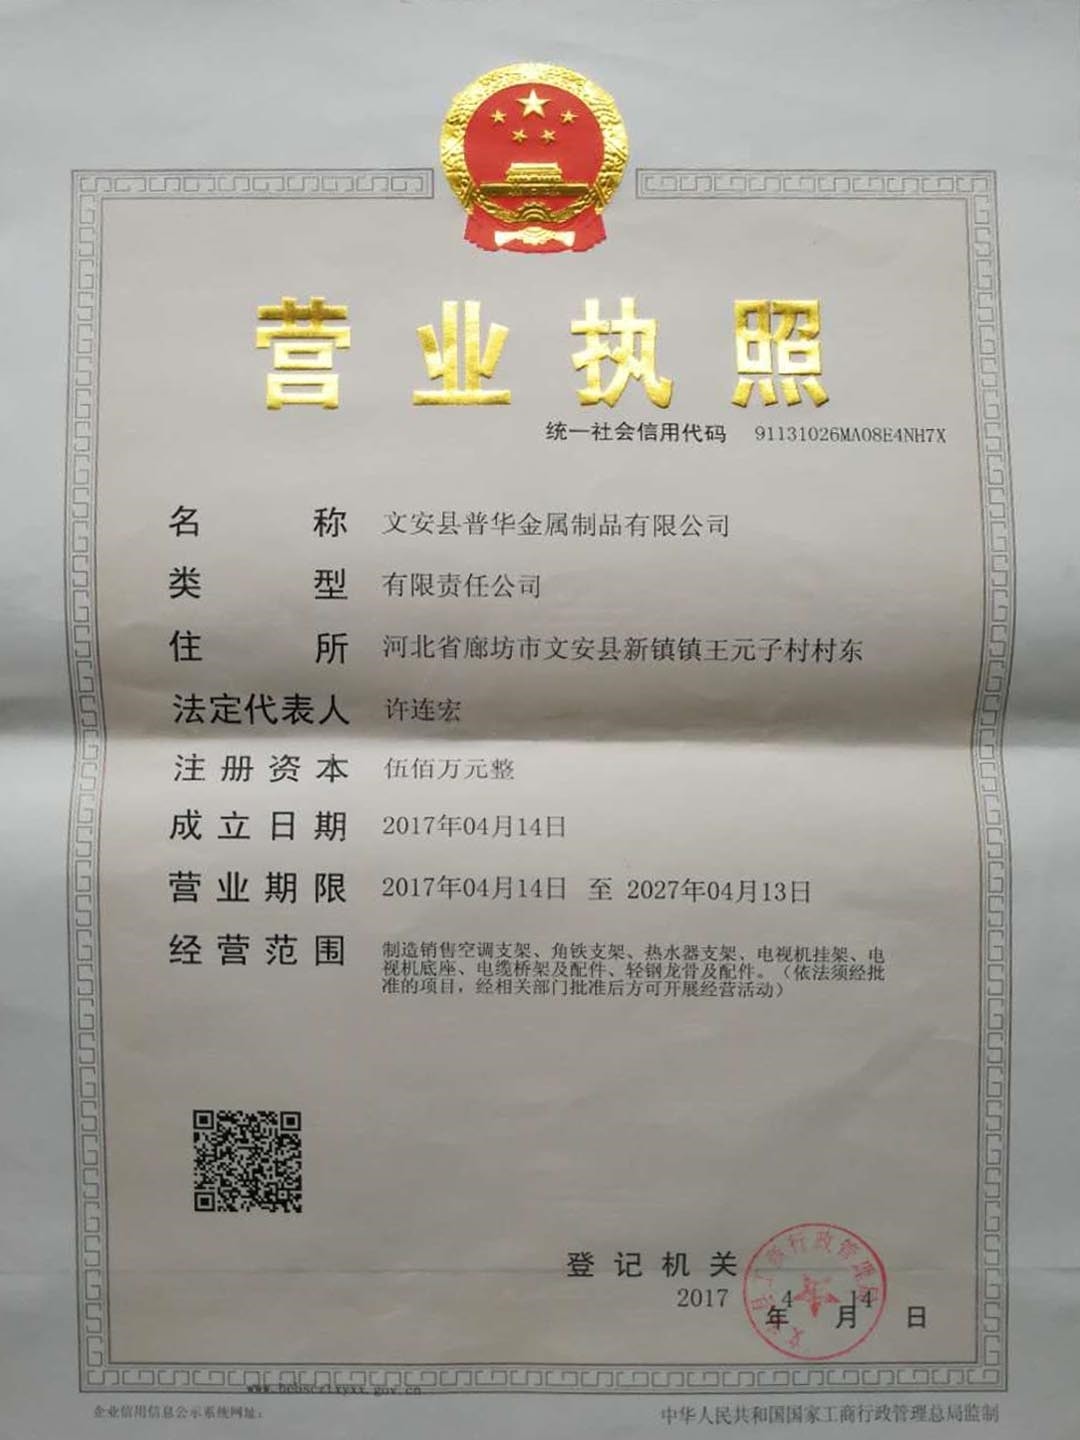 营业执照
统一社会信用代码 91131026MA08E4NH7X
名称 文安县普华金属制品有限公司
类型 有限责任公司
住所 河北省廊坊市文安县新镇镇王元子村村东
法定代表人 许连宏
注册资本 伍佰万元整
成立日期 2017年04月14日
营业期限 2017年04月14日 至 2027年04月13日
经营范围 制造销售空调支架、角铁支架、热水器支架、电视机挂架、电
视机底座、电缆桥架及配件、轻钢龙骨及配件。（依法须经批
准的项目，经相关部门批准后方可开展经营活动）
登记机关
文安县工商行政管理局
2017年4月14日
www.hebscztxyxx.gov.cn
企业信用信息公示系统网址：
中华人民共和国国家工商行政管理总局监制